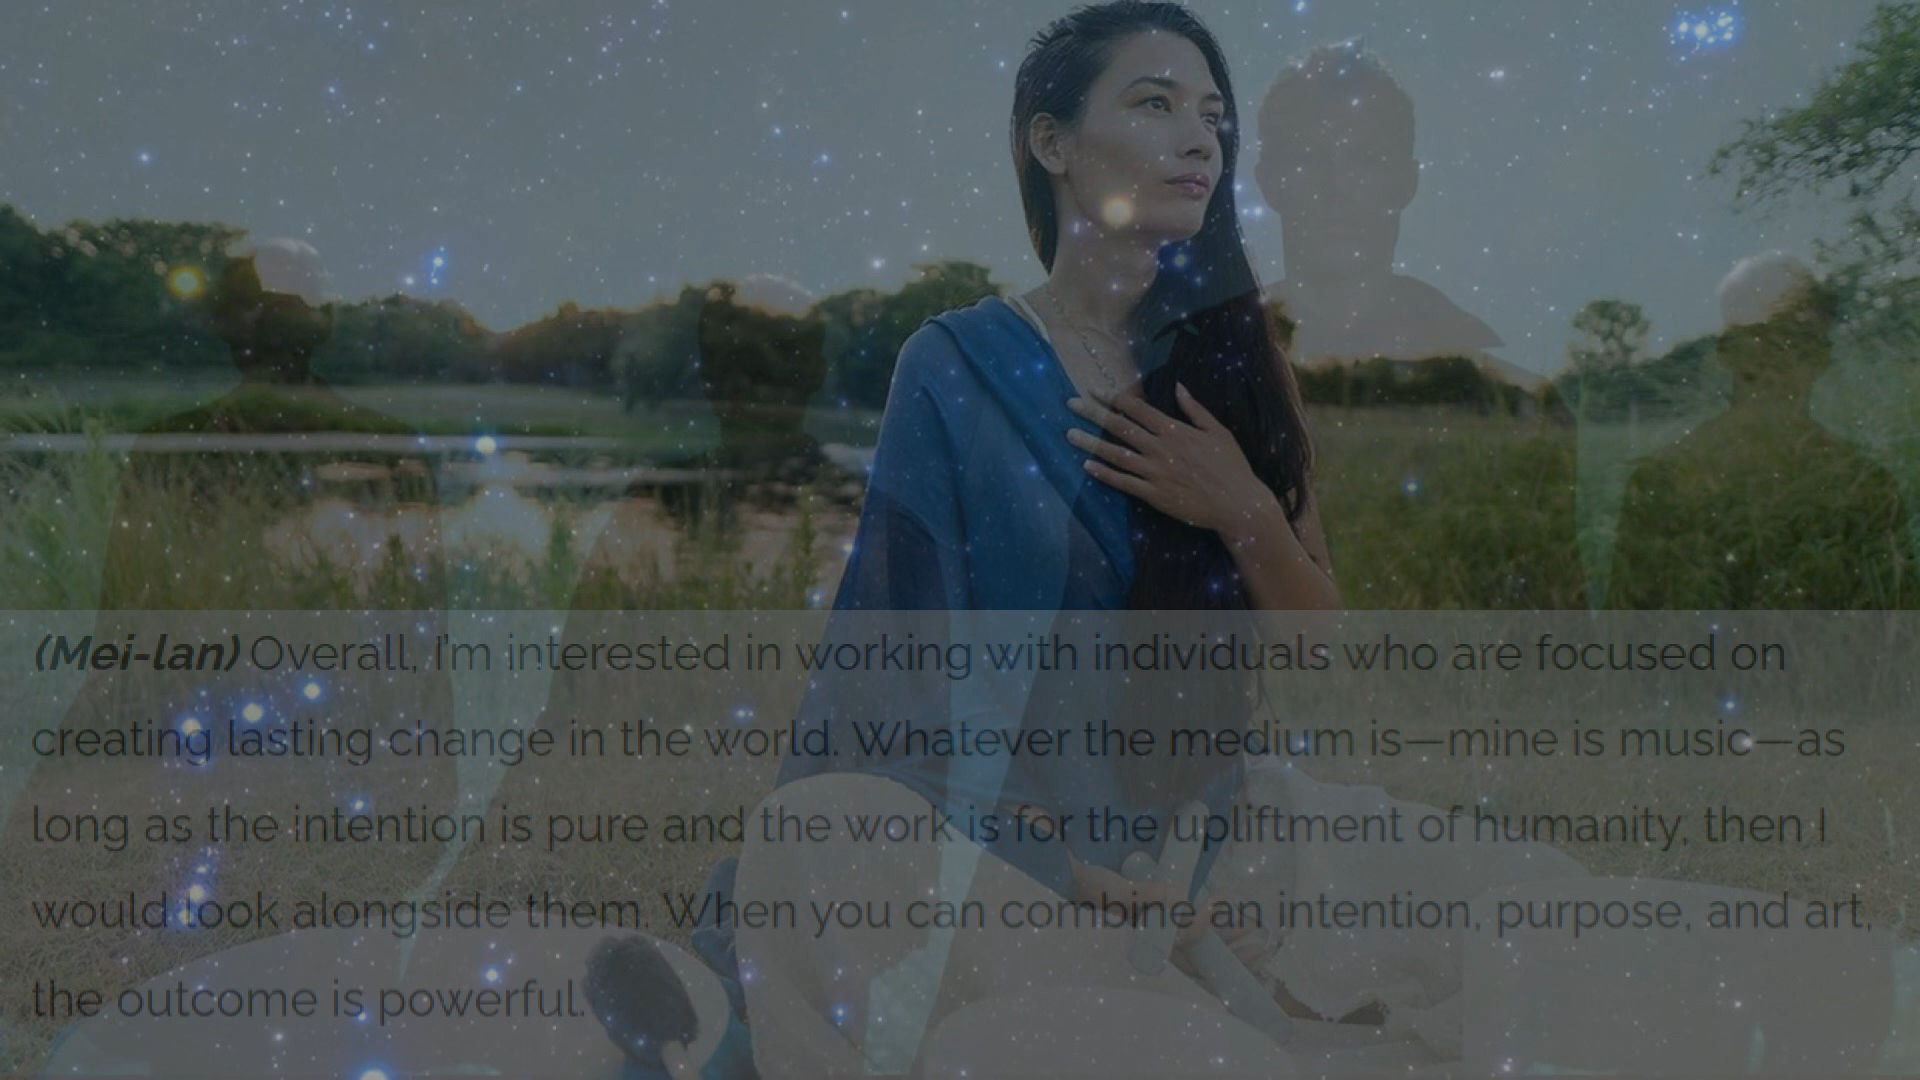 (Mei-lan) Overall, I'm interested in working with individuals who are focused on
creating lasting change in the world. Whatever the medium is—mine is music—as
long as the intention is pure and the work is for the upliftment of humanity, then I
would look alongside them. When you can combine an intention, purpose, and art,
the outcome is powerful.